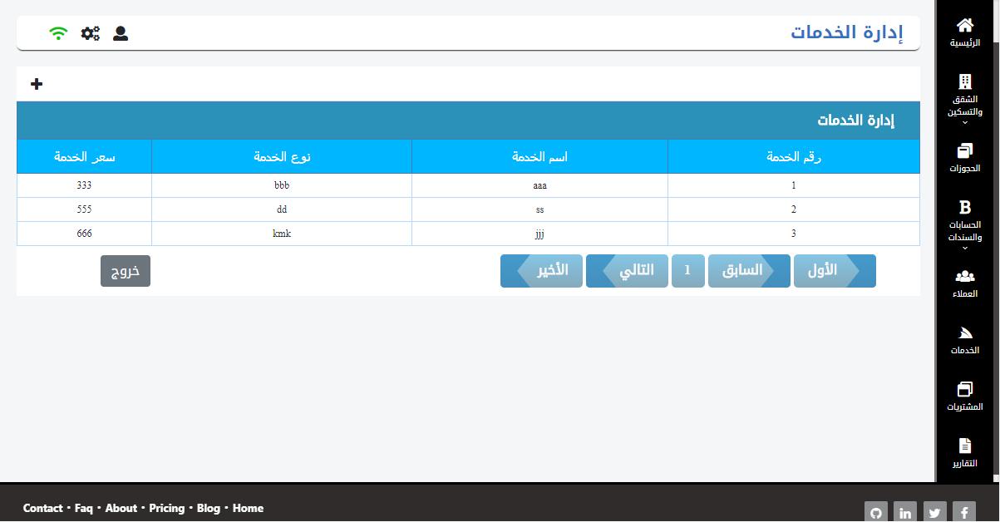 إدارة الخدمات
الرئيسية
الشقق
والتسكين
الحجوزات
الحسابات
والسندات
العملاء
الخدمات
المشتريات
التقارير
إدارة الخدمات
رقم الخدمة اسم الخدمة نوع الخدمة سعر الخدمة
1 aaa bbb 333
2 ss dd 555
3 jjj kmk 666
الأول السابق 1 التالي الأخير خروج
Contact · Faq · About · Pricing · Blog · Home